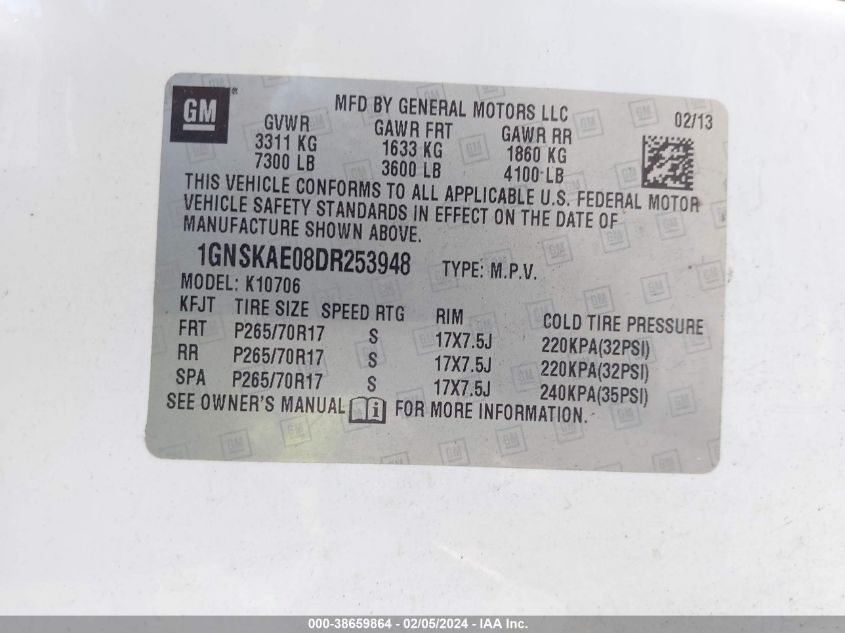 GM
MFD BY GENERAL MOTORS LLC
02/13
GVWR GAWR FRT GAWR RR
3311 KG 1633 KG 1860 KG
7300 LB 3600 LB 4100 LB
THIS VEHICLE CONFORMS TO ALL APPLICABLE U.S. FEDERAL MOTOR
VEHICLE SAFETY STANDARDS IN EFFECT ON THE DATE OF
MANUFACTURE SHOWN ABOVE.
1GNSKAE08DR253948 TYPE: M.P.V.
MODEL: K10706
KFJT TIRE SIZE SPEED RTG RIM COLD TIRE PRESSURE
FRT P265/70R17 S 17X7.5J 220KPA(32PSI)
RR P265/70R17 S 17X7.5J 220KPA(32PSI)
SPA P265/70R17 S 17X7.5J 240KPA(35PSI)
SEE OWNER'S MANUAL FOR MORE INFORMATION.
000-38659864 - 02/05/2024 - IAA Inc.